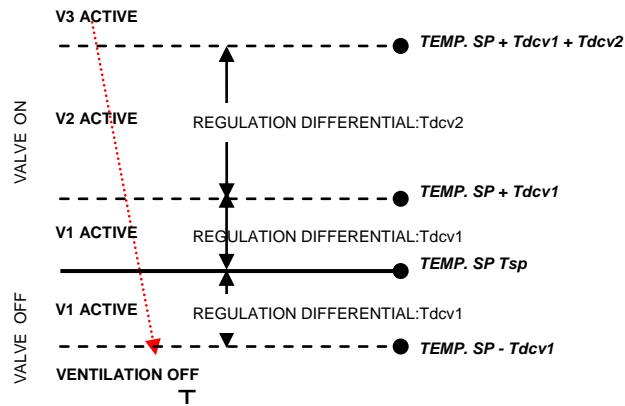 V3 ACTIVE
TEMP. SP + Tdcv1 + Tdcv2
VALVE ON
V2 ACTIVE
REGULATION DIFFERENTIAL:Tdcv2
TEMP. SP + Tdcv1
V1 ACTIVE
REGULATION DIFFERENTIAL:Tdcv1
TEMP. SP Tsp
VALVE OFF
V1 ACTIVE
REGULATION DIFFERENTIAL:Tdcv1
TEMP. SP - Tdcv1
VENTILATION OFF
T